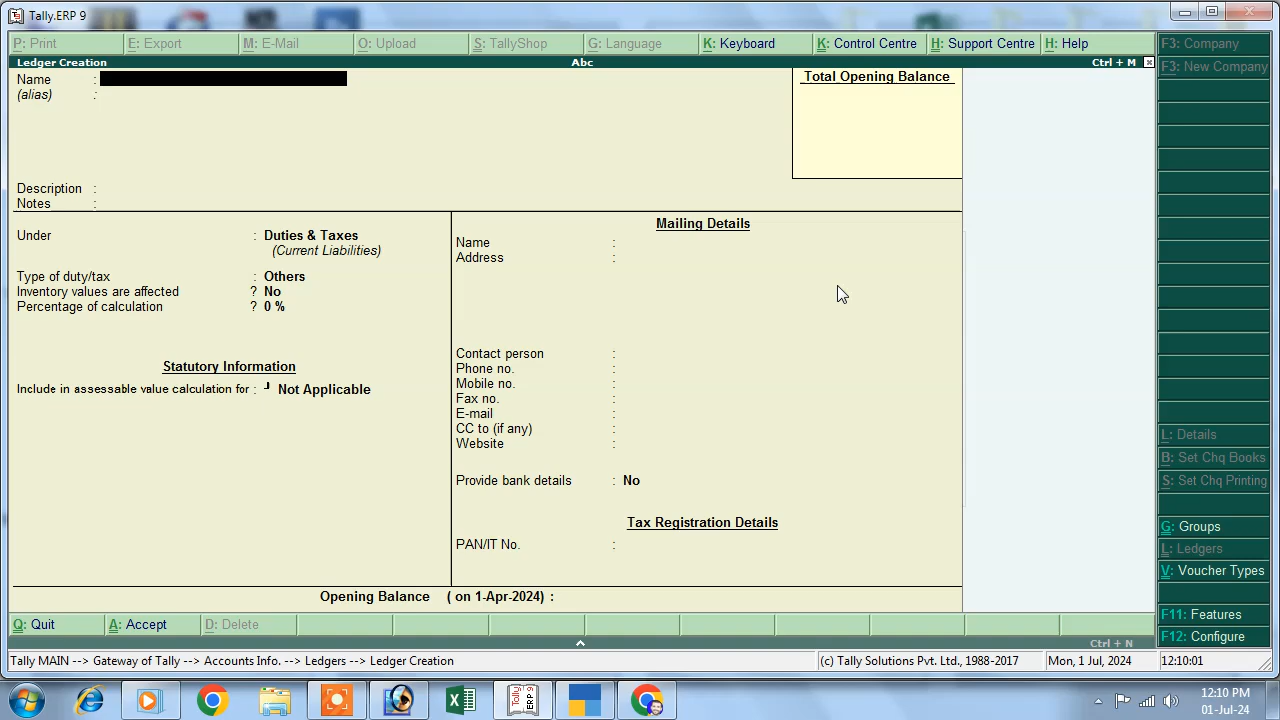 Tally.ERP 9
P: Print E: Export M: E-Mail O: Upload S: TallyShop G: Language K: Keyboard K: Control Centre H: Support Centre H: Help
F3: Company
F3: New Company
Ledger Creation Abc Ctrl + M
Name :
(alias) :
Total Opening Balance
Description :
Notes :
Under : Duties & Taxes
(Current Liabilities)
Type of duty/tax : Others
Inventory values are affected ? No
Percentage of calculation ? 0 %
Statutory Information
Include in assessable value calculation for : Not Applicable
Mailing Details
Name :
Address :
Contact person :
Phone no. :
Mobile no. :
Fax no. :
E-mail :
CC to (if any) :
Website :
Provide bank details : No
Tax Registration Details
PAN/IT No. :
Opening Balance ( on 1-Apr-2024) :
L: Details
B: Set Chq Books
S: Set Chq Printing
G: Groups
L: Ledgers
V: Voucher Types
F11: Features
F12: Configure
Q: Quit A: Accept D: Delete
Ctrl + N
Tally MAIN --> Gateway of Tally --> Accounts Info. --> Ledgers --> Ledger Creation (c) Tally Solutions Pvt. Ltd., 1988-2017 Mon, 1 Jul, 2024 12:10:01
Tally ERP 9
12:10 PM
01-Jul-24